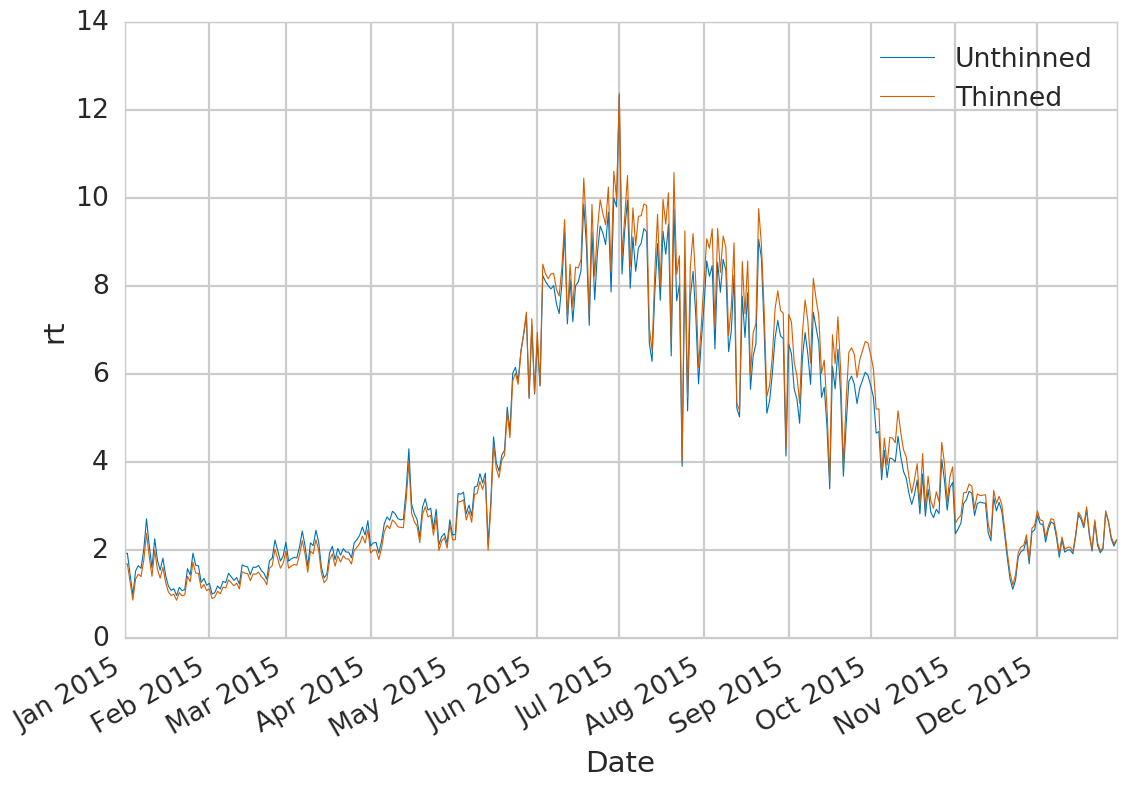 14
12
10
8
6
4
2
0
rt
Unthinned
Thinned
Jan 2015
Feb 2015
Mar 2015
Apr 2015
May 2015
Jun 2015
Jul 2015
Aug 2015
Sep 2015
Oct 2015
Nov 2015
Dec 2015
Date